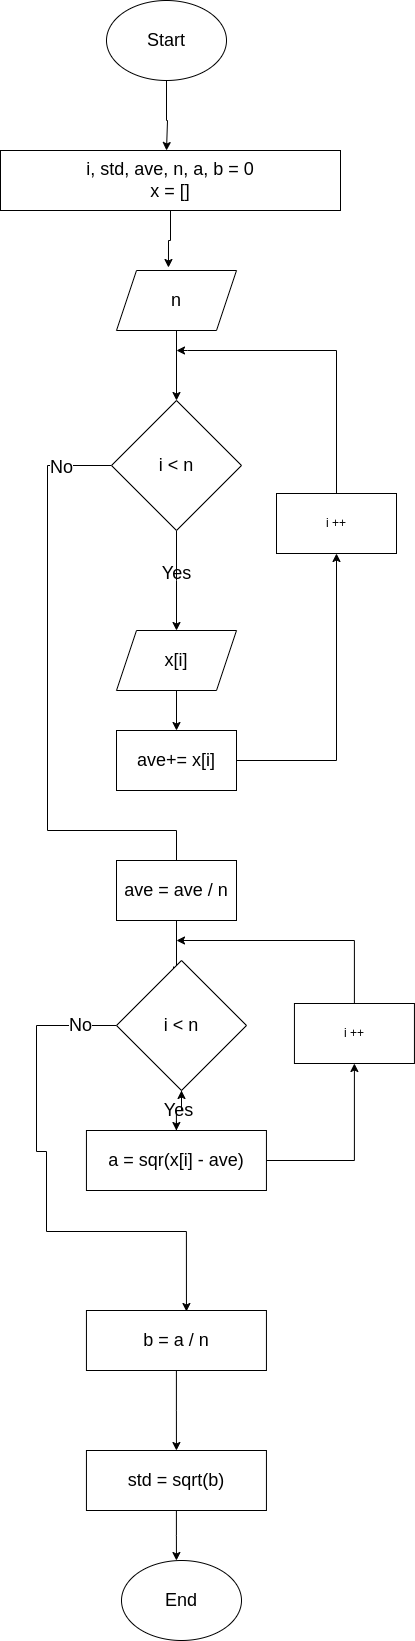 Start
i, std, ave, n, a, b = 0
x = []
n
i < n
No
i ++
Yes
x[i]
ave+= x[i]
ave = ave / n
i < n
No
i ++
Yes
a = sqr(x[i] - ave)
b = a / n
std = sqrt(b)
End